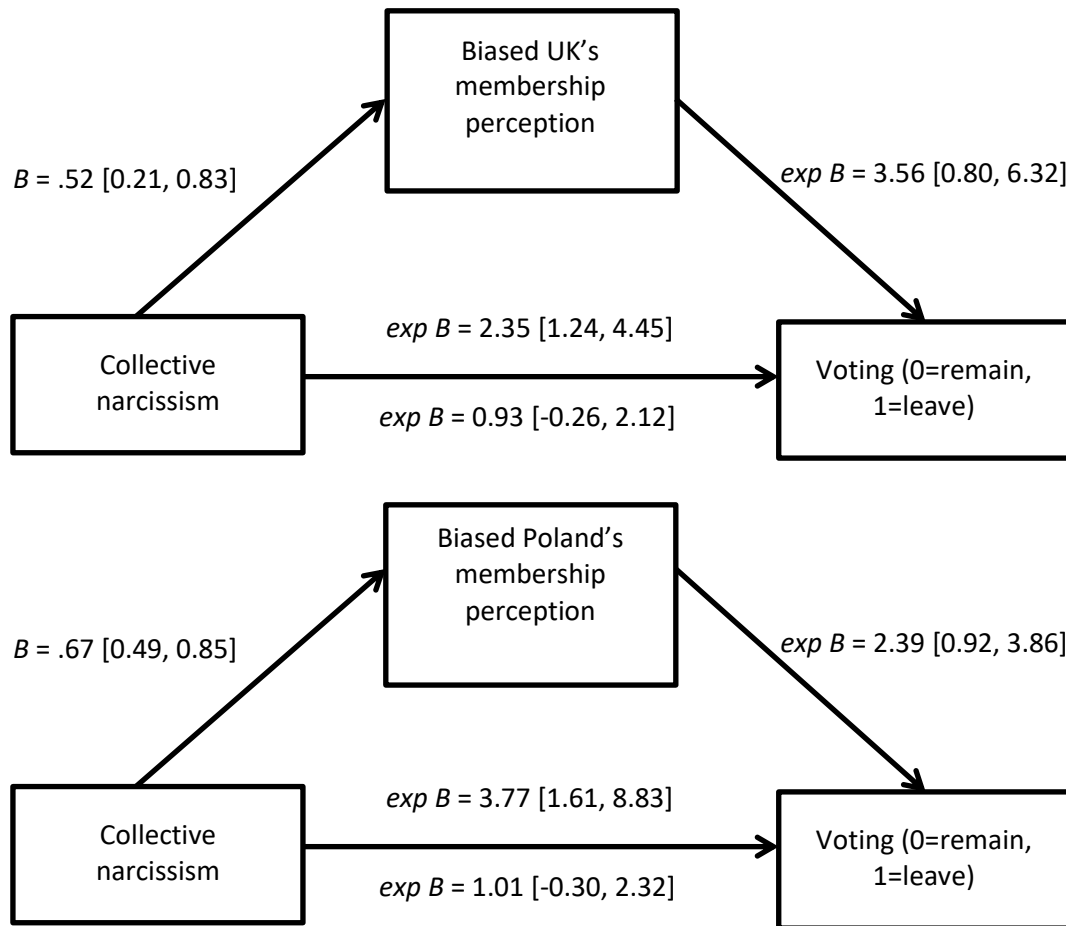 Biased UK's
membership
perception
B = .52 [0.21, 0.83]
exp B = 3.56 [0.80, 6.32]
exp B = 2.35 [1.24, 4.45]
Collective
narcissism
Voting (0=remain,
1=leave)
exp B = 0.93 [-0.26, 2.12]
Biased Poland's
membership
perception
B = .67 [0.49, 0.85]
exp B = 2.39 [0.92, 3.86]
exp B = 3.77 [1.61, 8.83]
Collective
narcissism
Voting (0=remain,
1=leave)
exp B = 1.01 [-0.30, 2.32]